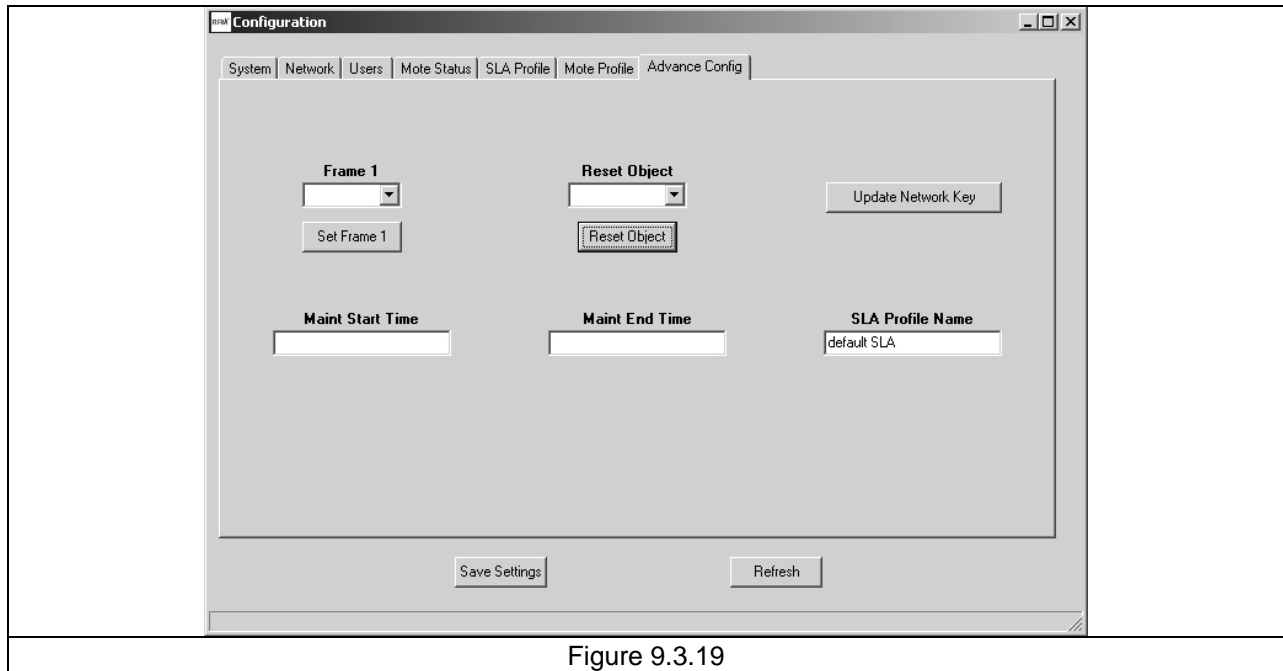 Configuration
System Network Users Mote Status SLA Profile Mote Profile Advance Config
Frame 1 Reset Object
Update Network Key
Set Frame 1 Reset Object
Maint Start Time Maint End Time SLA Profile Name
default SLA
Save Settings Refresh
Figure 9.3.19